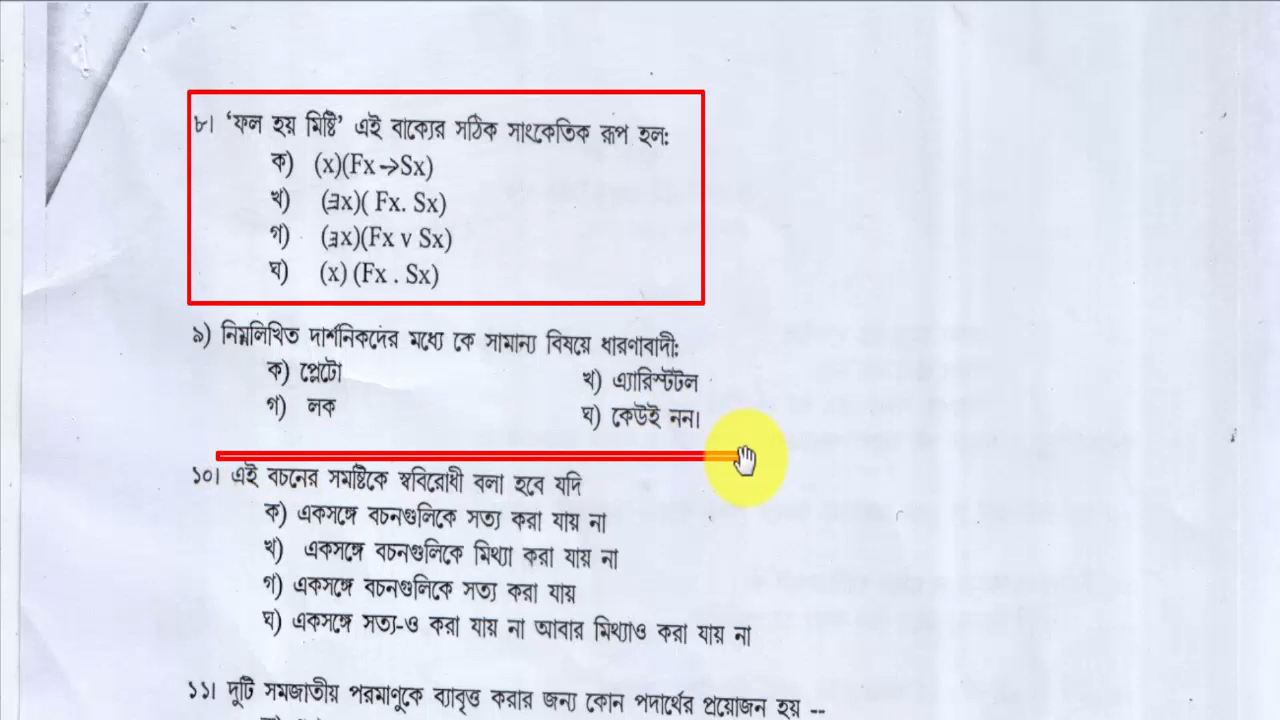 ৮। ‘ফল হয় মিষ্টি’ এই বাক্যের সঠিক সাংকেতিক রূপ হল:
ক) (x)(Fx→Sx)
খ) (∃x)( Fx. Sx)
গ) (∃x)(Fx v Sx)
ঘ) (x) (Fx . Sx)
৯) নিম্নলিখিত দার্শনিকদের মধ্যে কে সামান্য বিষয়ে ধারণাবাদী:
ক) প্লেটো খ) এ্যারিস্টটল
গ) লক ঘ) কেউই নন।
১০। এই বচনের সমষ্টিকে স্ববিরোধী বলা হবে যদি
ক) একসঙ্গে বচনগুলিকে সত্য করা যায় না
খ) একসঙ্গে বচনগুলিকে মিথ্যা করা যায় না
গ) একসঙ্গে বচনগুলিকে সত্য করা যায়
ঘ) একসঙ্গে সত্য-ও করা যায় না আবার মিথ্যাও করা যায় না
১১। দুটি সমজাতীয় পরমাণুকে ব্যাবৃত্ত করার জন্য কোন পদার্থের প্রয়োজন হয় --